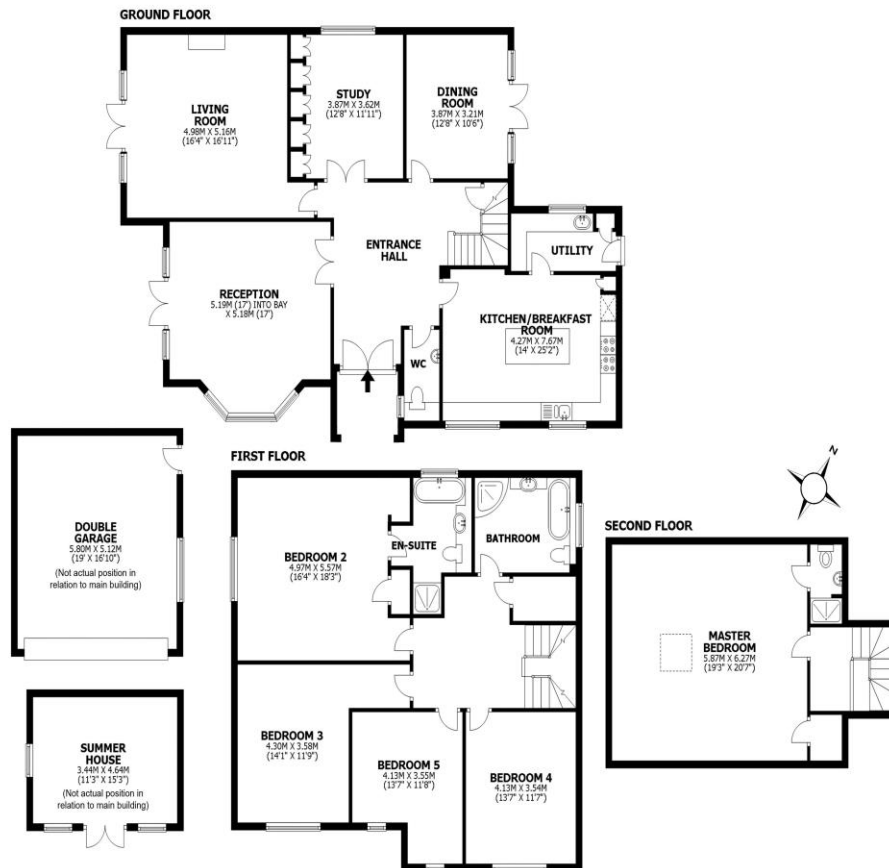 GROUND FLOOR
LIVING
ROOM
4.98M X 5.16M
(16'4" X 16'11")
STUDY
3.87M X 3.62M
(12'8" X 11'11")
DINING
ROOM
3.87M X 3.21M
(12'8" X 10'6")
ENTRANCE
HALL
UTILITY
RECEPTION
5.19M (17') INTO BAY
X 5.18M (17')
KITCHEN/BREAKFAST
ROOM
4.27M X 7.67M
(14' X 25'2")
WC
N
FIRST FLOOR
DOUBLE
GARAGE
5.80M X 5.12M
(19' X 16'10")
(Not actual position in
relation to main building)
BEDROOM 2
4.97M X 5.57M
(16'4" X 18'3")
EN-SUITE
BATHROOM
BEDROOM 3
4.30M X 3.58M
(14'1" X 11'9")
BEDROOM 5
4.13M X 3.55M
(13'7" X 11'8")
BEDROOM 4
4.13M X 3.54M
(13'7" X 11'7")
SECOND FLOOR
MASTER
BEDROOM
5.87M X 6.27M
(19'3" X 20'7")
SUMMER
HOUSE
3.44M X 4.64M
(11'3" X 15'3")
(Not actual position in
relation to main building)